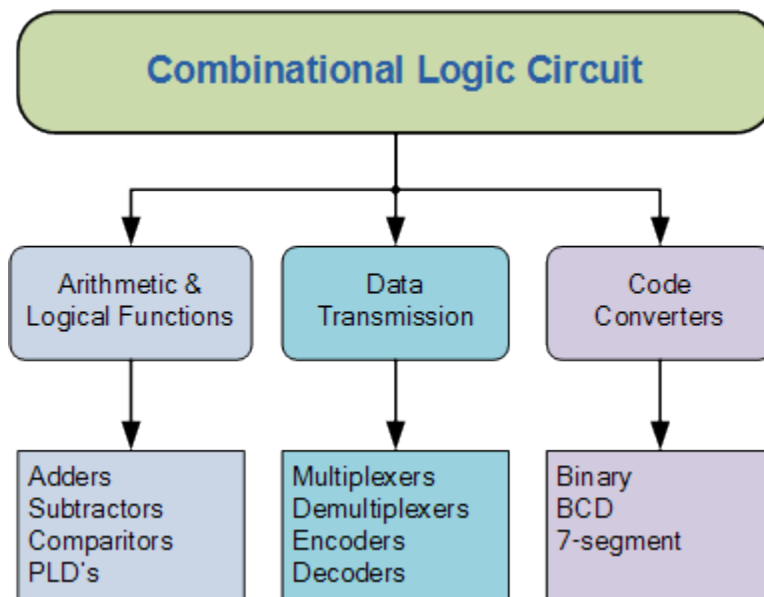 Combinational Logic Circuit
Arithmetic &
Logical Functions
Data
Transmission
Code
Converters
Adders
Subtractors
Comparitors
PLD's
Multiplexers
Demultiplexers
Encoders
Decoders
Binary
BCD
7-segment